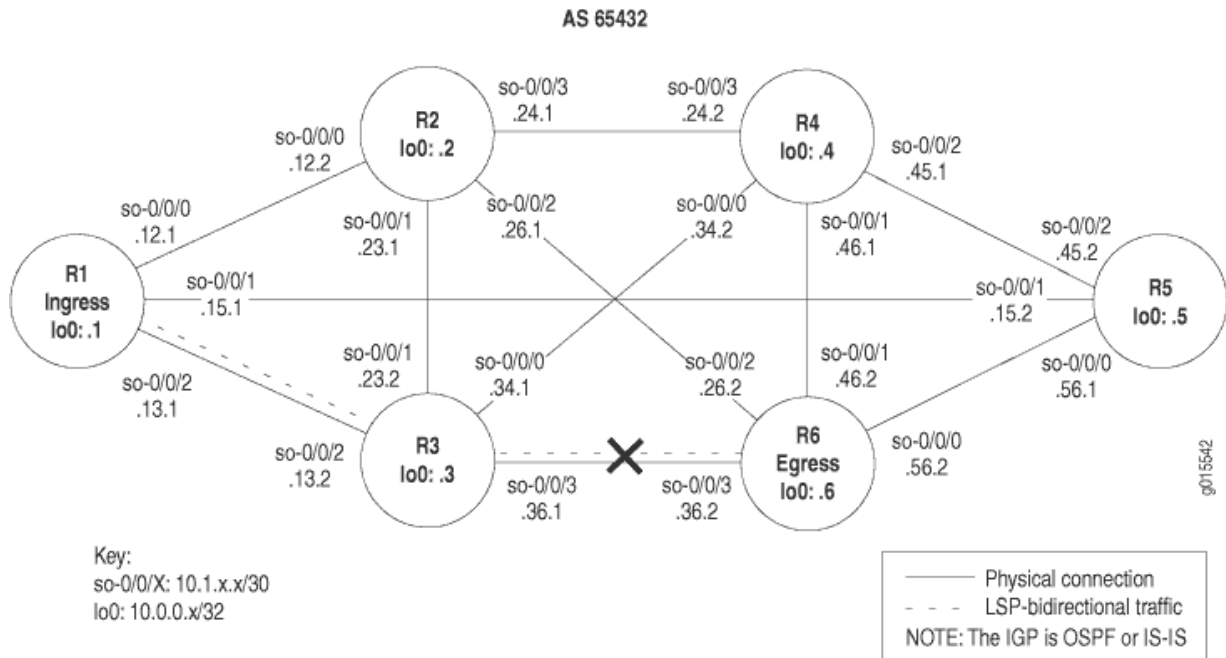 AS 65432
so-0/0/3
.24.1
so-0/0/3
.24.2
R2
lo0: .2
R4
lo0: .4
so-0/0/0
.12.2
so-0/0/2
.45.1
so-0/0/0
.12.1
so-0/0/1
.23.1
so-0/0/2
.26.1
so-0/0/0
.34.2
so-0/0/1
.46.1
so-0/0/2
.45.2
R1
Ingress
lo0: .1
so-0/0/1
.15.1
so-0/0/1
.15.2
R5
lo0: .5
so-0/0/2
.13.1
so-0/0/1
.23.2
so-0/0/0
.34.1
so-0/0/2
.26.2
so-0/0/1
.46.2
so-0/0/0
.56.1
so-0/0/2
.13.2
R3
lo0: .3
R6
Egress
lo0: .6
so-0/0/0
.56.2
so-0/0/3
.36.1
so-0/0/3
.36.2
g015542
Key:
so-0/0/X: 10.1.x.x/30
lo0: 10.0.0.x/32
Physical connection
LSP-bidirectional traffic
NOTE: The IGP is OSPF or IS-IS